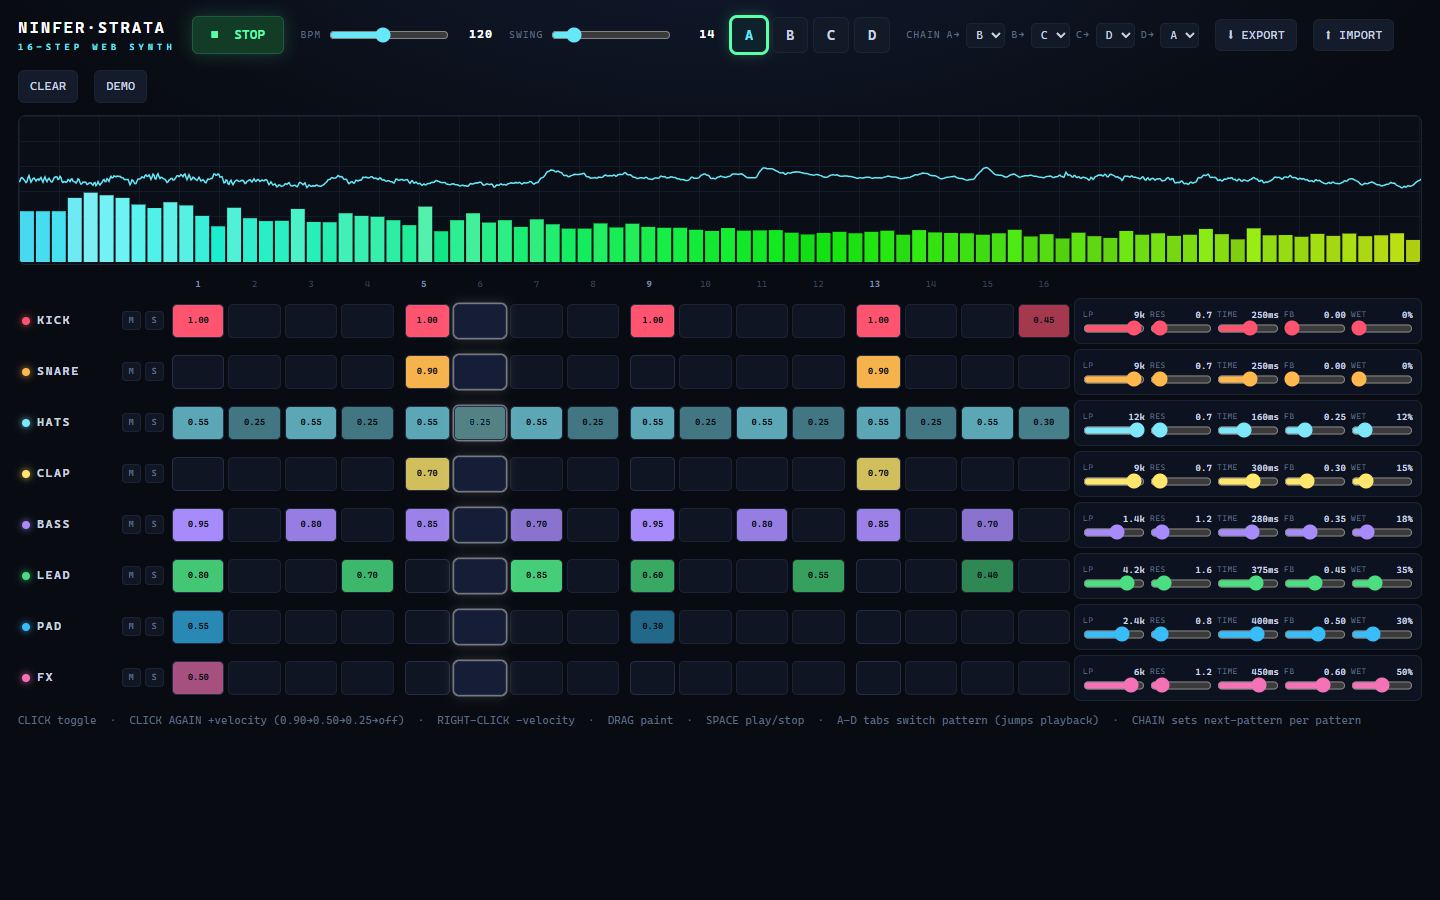 NINFER·STRATA
16-STEP WEB SYNTH
■ STOP
BPM 120 SWING 14
A B C D
CHAIN A→ B B→ C C→ D D→ A
⬇ EXPORT ⬆ IMPORT
CLEAR DEMO
1 2 3 4 5 6 7 8 9 10 11 12 13 14 15 16
KICK M S 1.00 1.00 1.00 1.00 0.45 LP 9k RES 0.7 TIME 250ms FB 0.00 WET 0%
SNARE M S 0.90 0.90 LP 9k RES 0.7 TIME 250ms FB 0.00 WET 0%
HATS M S 0.55 0.25 0.55 0.25 0.55 0.25 0.55 0.25 0.55 0.25 0.55 0.25 0.55 0.25 0.55 0.30 LP 12k RES 0.7 TIME 160ms FB 0.25 WET 12%
CLAP M S 0.70 0.70 LP 9k RES 0.7 TIME 300ms FB 0.30 WET 15%
BASS M S 0.95 0.80 0.85 0.70 0.95 0.80 0.85 0.70 LP 1.4k RES 1.2 TIME 280ms FB 0.35 WET 18%
LEAD M S 0.80 0.70 0.85 0.60 0.55 0.40 LP 4.2k RES 1.6 TIME 375ms FB 0.45 WET 35%
PAD M S 0.55 0.30 LP 2.4k RES 0.8 TIME 400ms FB 0.50 WET 30%
FX M S 0.50 LP 6k RES 1.2 TIME 450ms FB 0.60 WET 50%
CLICK toggle · CLICK AGAIN +velocity (0.90→0.50→0.25→off) · RIGHT-CLICK −velocity · DRAG paint · SPACE play/stop · A–D tabs switch pattern (jumps playback) · CHAIN sets next-pattern per pattern